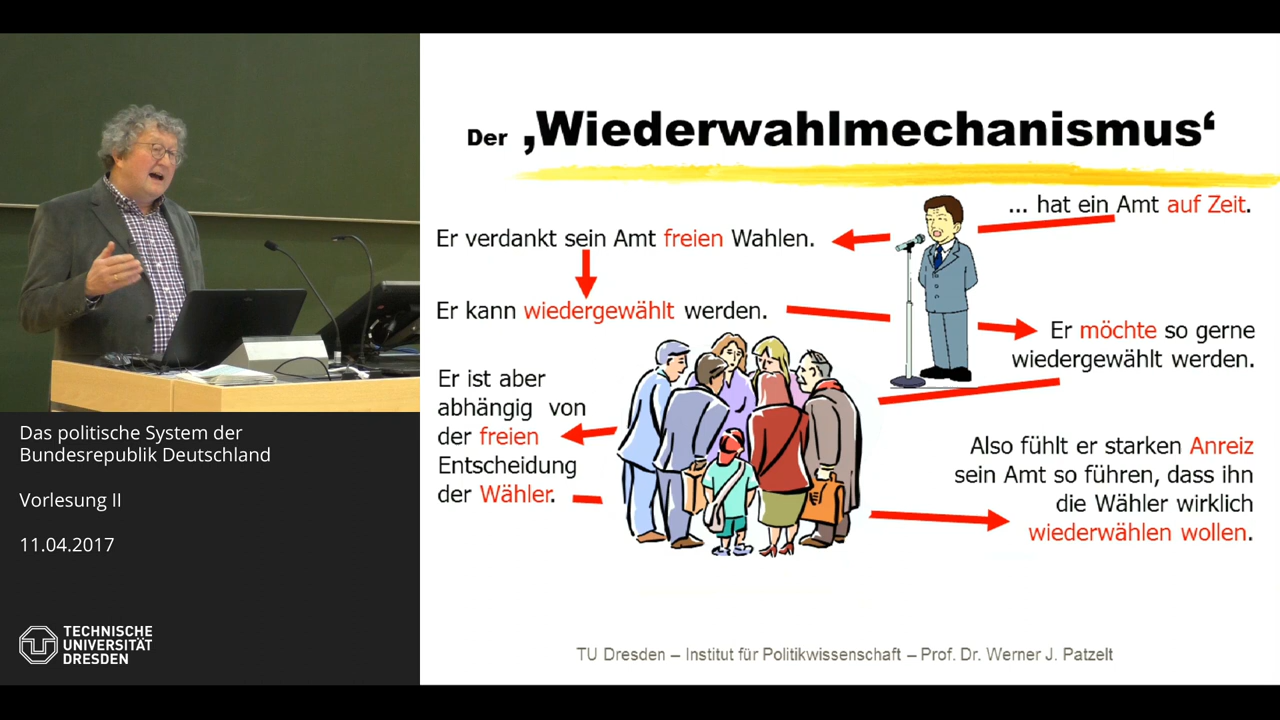 Der ‚Wiederwahlmechanismus‘
... hat ein Amt auf Zeit.
Er verdankt sein Amt freien Wahlen.
Er kann wiedergewählt werden.
Er möchte so gerne
wiedergewählt werden.
Er ist aber
abhängig von
der freien
Entscheidung
der Wähler.
Also fühlt er starken Anreiz
sein Amt so führen, dass ihn
die Wähler wirklich
wiederwählen wollen.
TU Dresden – Institut für Politikwissenschaft – Prof. Dr. Werner J. Patzelt
Das politische System der
Bundesrepublik Deutschland
Vorlesung II
11.04.2017
TECHNISCHE
UNIVERSITÄT
DRESDEN